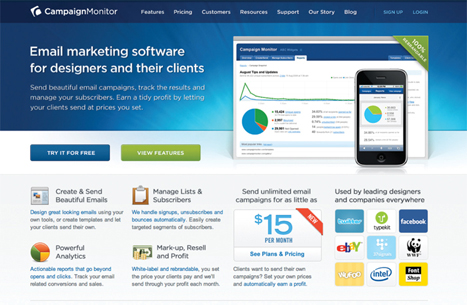 CampaignMonitor
Features Pricing Customers Resources Support Our Story Blog
SIGN UP LOGIN
Email marketing software
for designers and their clients
Send beautiful email campaigns, track the results and
manage your subscribers. Earn a tidy profit by letting
your clients send at prices you set.
TRY IT FOR FREE
VIEW FEATURES
100%
Campaign Monitor
August Tips and Updates
Create & Send
Beautiful Emails
Design great looking emails using your
own tools, or create templates and let
your clients send their own.
Manage Lists &
Subscribers
We handle signups, unsubscribes and
bounces automatically. Easily create
targeted segments of subscribers.
Powerful
Analytics
Actionable reports that go beyond
opens and clicks. Track your email
related conversions and sales.
Mark-up, Resell
and Profit
White-label and rebrandable, you set
the price your clients pay and we'll
send you through your profit each month.
Send unlimited email
campaigns for as little as
NEW
$15
PER MONTH
See Plans & Pricing
Clients want to send their own
campaigns? Set your own prices
and automatically earn a profit.
Used by leading designers
and companies everywhere
typekit
facebook
ebay
WWF
intel
Font
Shop